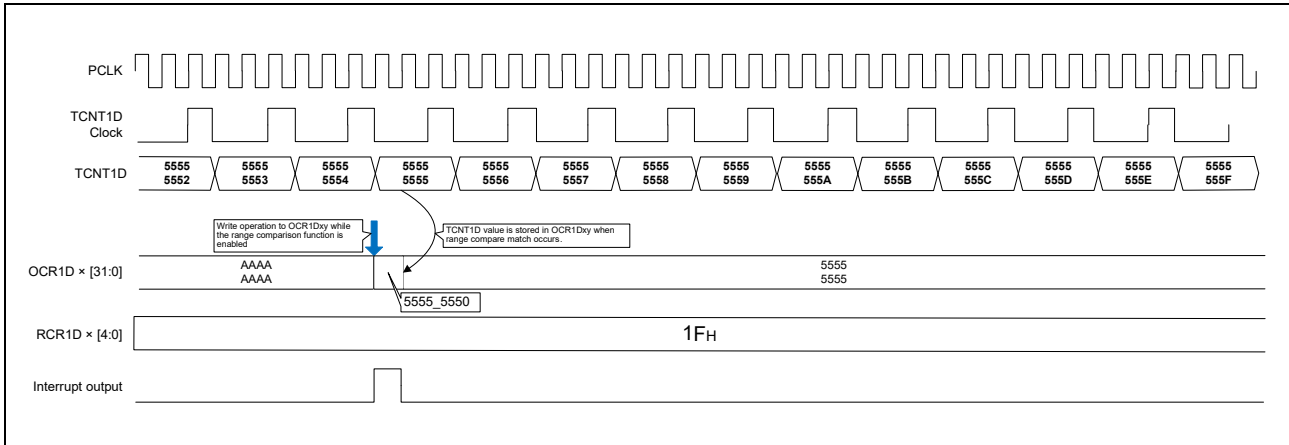 PCLK
TCNT1D
Clock
TCNT1D
5555 5555 5555 5555 5555 5555 5555 5555 5555 5555 5555 5555 5555 5555
5552 5553 5554 5555 5556 5557 5558 5559 555A 555B 555C 555D 555E 555F
Write operation to OCR1Dxy while
the range comparison function is
enabled
TCNT1D value is stored in OCR1Dxy when
range compare match occurs.
OCR1D × [31:0]
AAAA 5555
AAAA 5555
5555_5550
RCR1D × [4:0]
1FH
Interrupt output